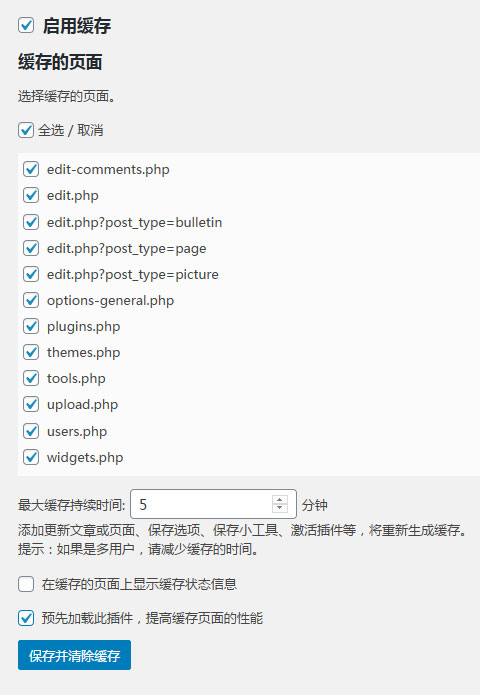 启用缓存
缓存的页面
选择缓存的页面。
全选 / 取消
edit-comments.php
edit.php
edit.php?post_type=bulletin
edit.php?post_type=page
edit.php?post_type=picture
options-general.php
plugins.php
themes.php
tools.php
upload.php
users.php
widgets.php
最大缓存持续时间: 5 分钟
添加更新文章或页面、保存选项、保存小工具、激活插件等，将重新生成缓存。
提示：如果是多用户，请减少缓存的时间。
在缓存的页面上显示缓存状态信息
预先加载此插件，提高缓存页面的性能
保存并清除缓存